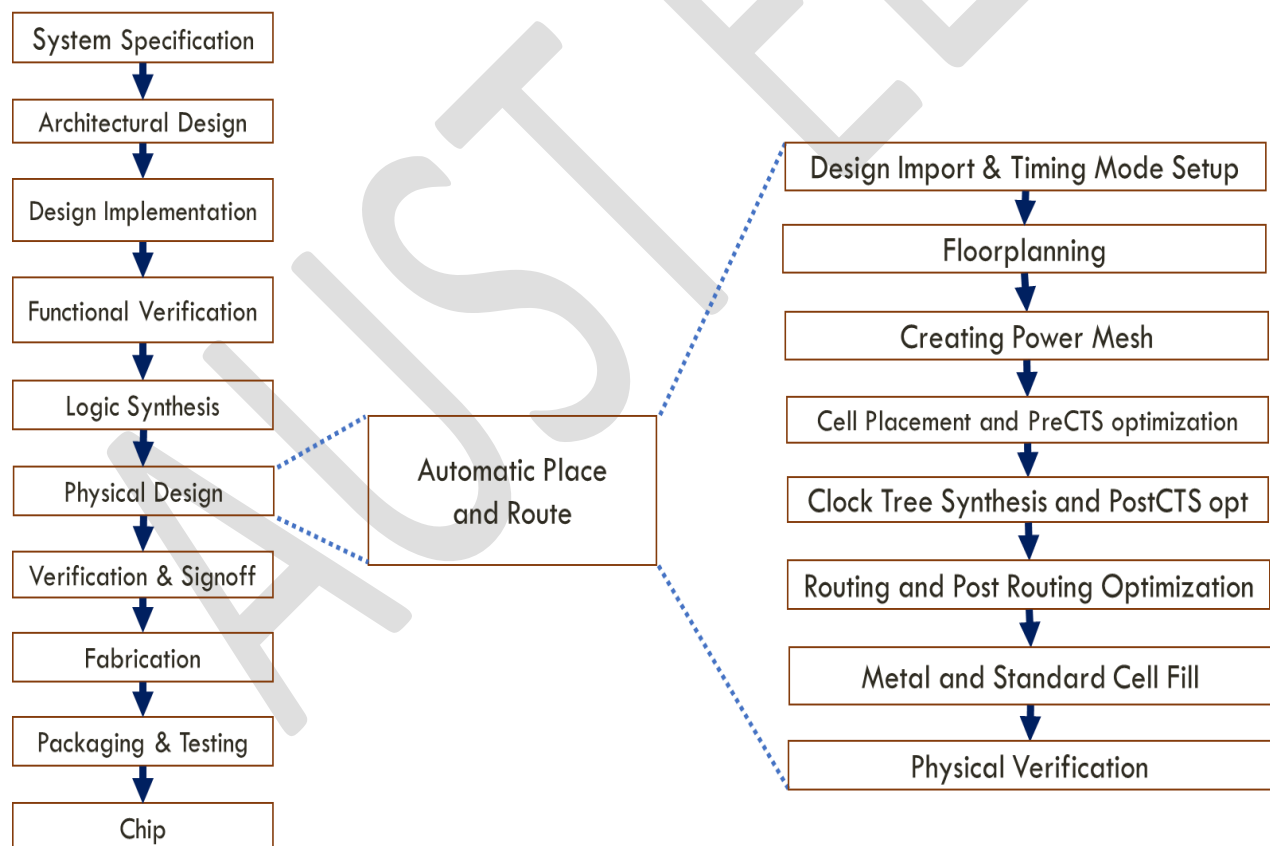 System Specification
Architectural Design
Design Implementation
Functional Verification
Logic Synthesis
Physical Design
Verification & Signoff
Fabrication
Packaging & Testing
Chip
Automatic Place
and Route
Design Import & Timing Mode Setup
Floorplanning
Creating Power Mesh
Cell Placement and PreCTS optimization
Clock Tree Synthesis and PostCTS opt
Routing and Post Routing Optimization
Metal and Standard Cell Fill
Physical Verification
AUST